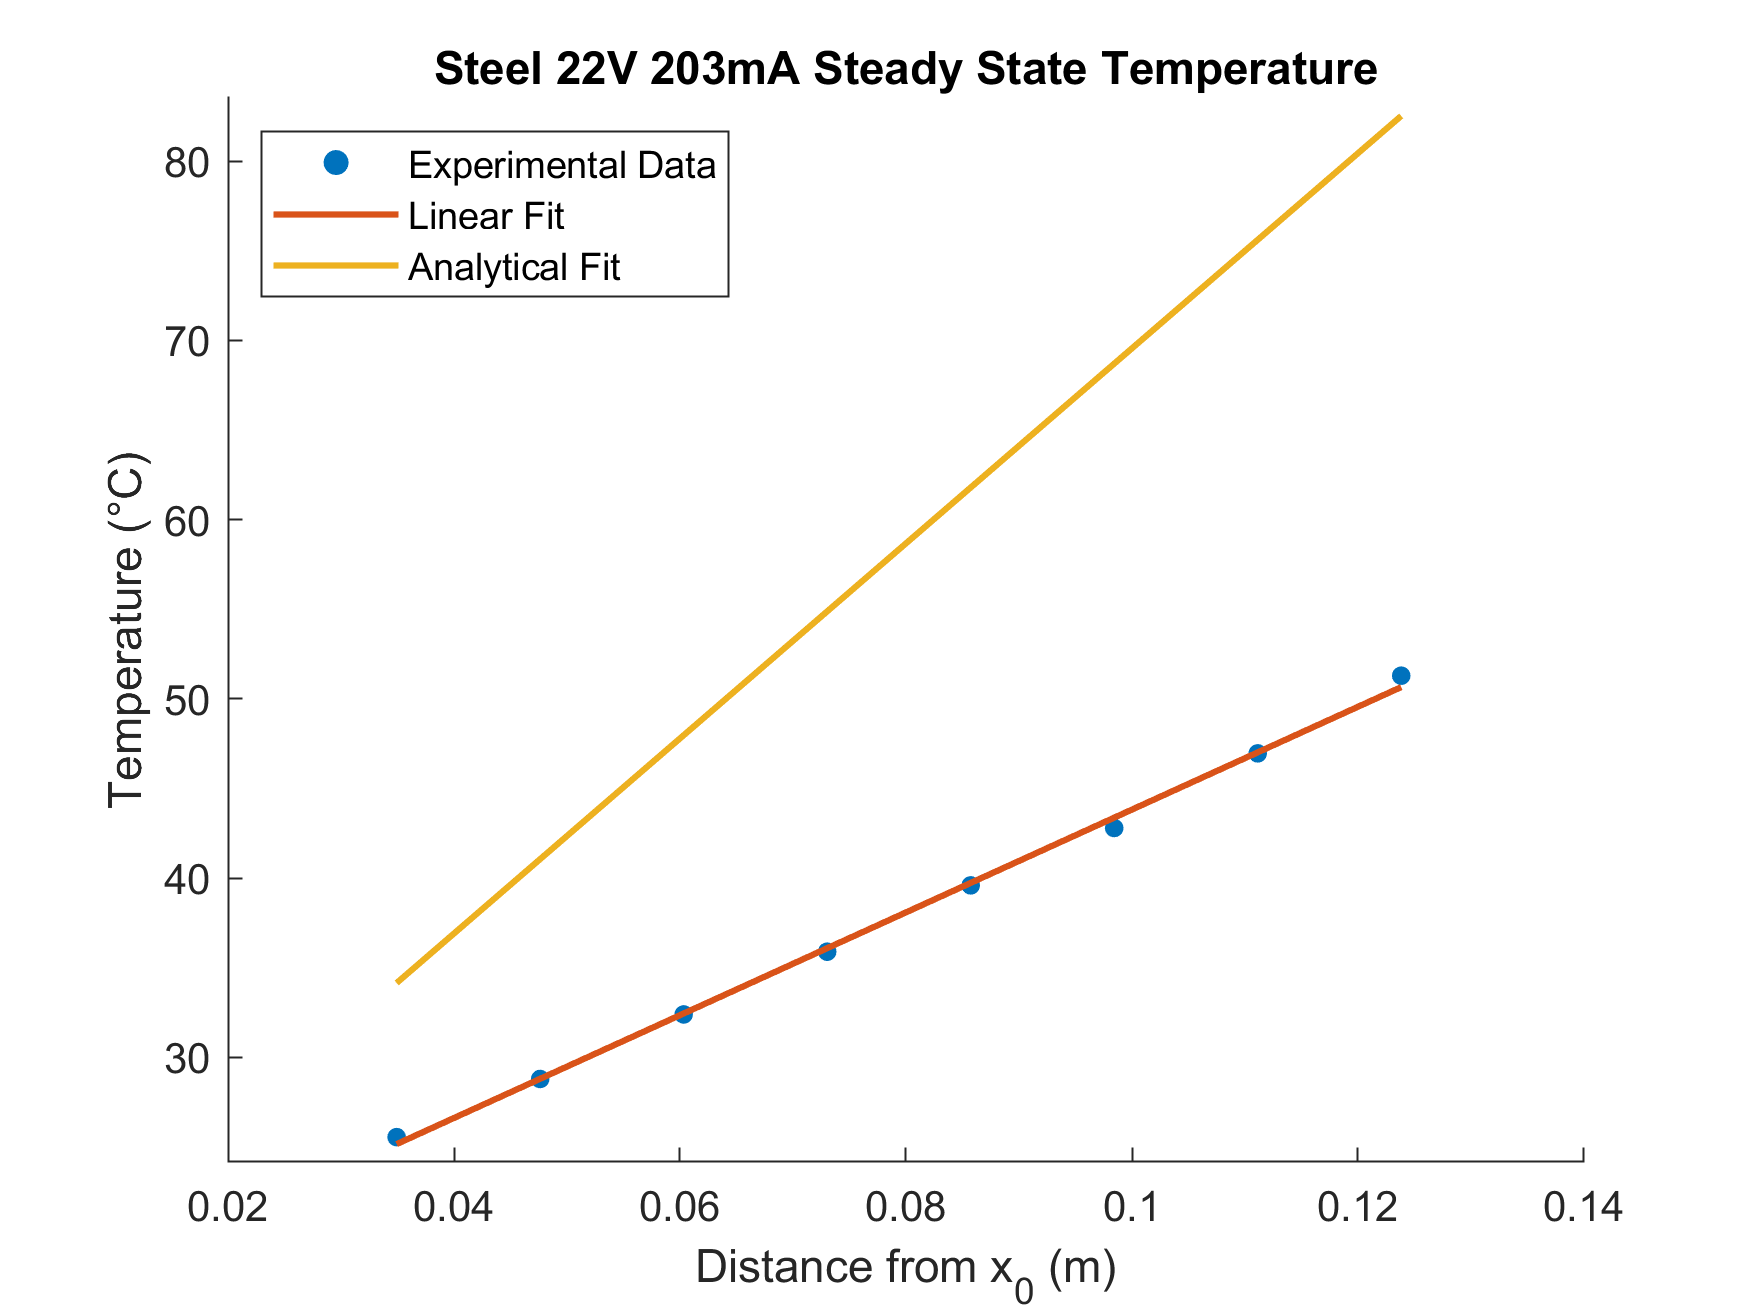 Steel 22V 203mA Steady State Temperature
Experimental Data
Linear Fit
Analytical Fit
80
70
60
50
40
30
Temperature (°C)
0.02 0.04 0.06 0.08 0.1 0.12 0.14
Distance from x0 (m)